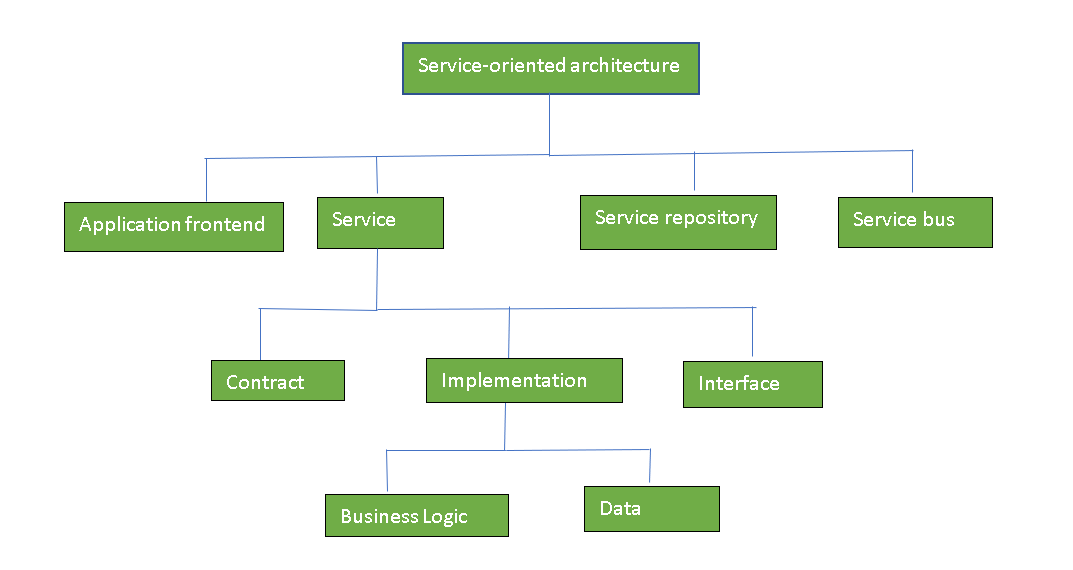 Service-oriented architecture
Application frontend
Service
Service repository
Service bus
Contract
Implementation
Interface
Business Logic
Data